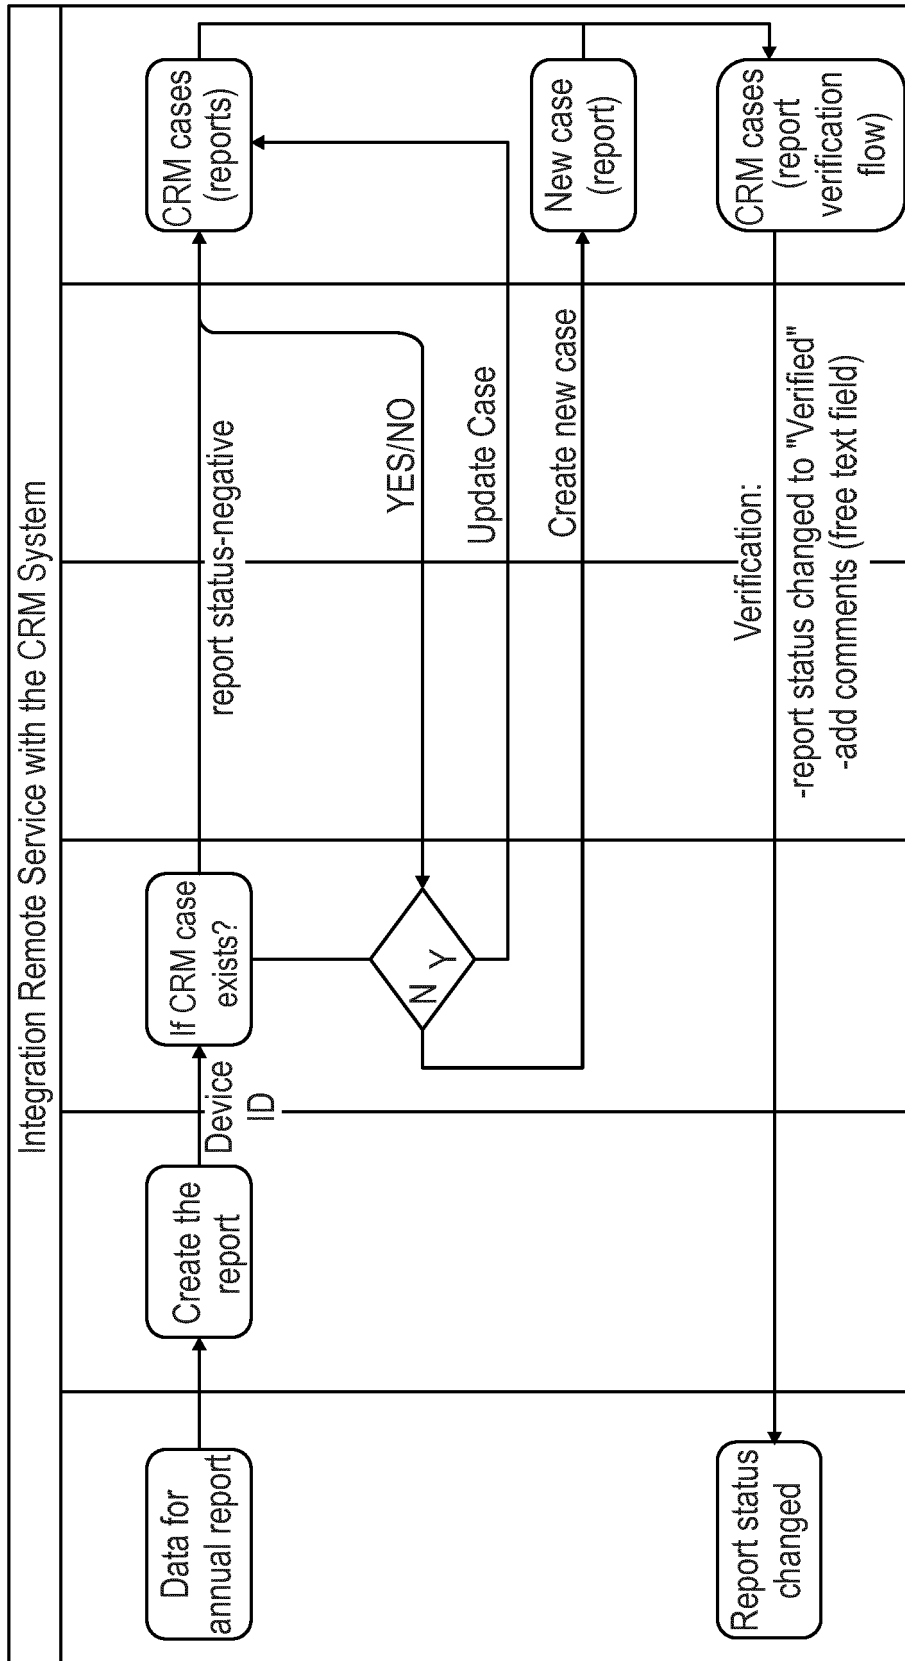 Integration Remote Service with the CRM System
Data for
annual report
Create the
report
Device
ID
If CRM case
exists?
report status-negative
CRM cases
(reports)
YES/NO
N
Y
Update Case
Create new case
New case
(report)
Verification:
-report status changed to "Verified"
-add comments (free text field)
CRM cases
(report
verification
flow)
Report status
changed